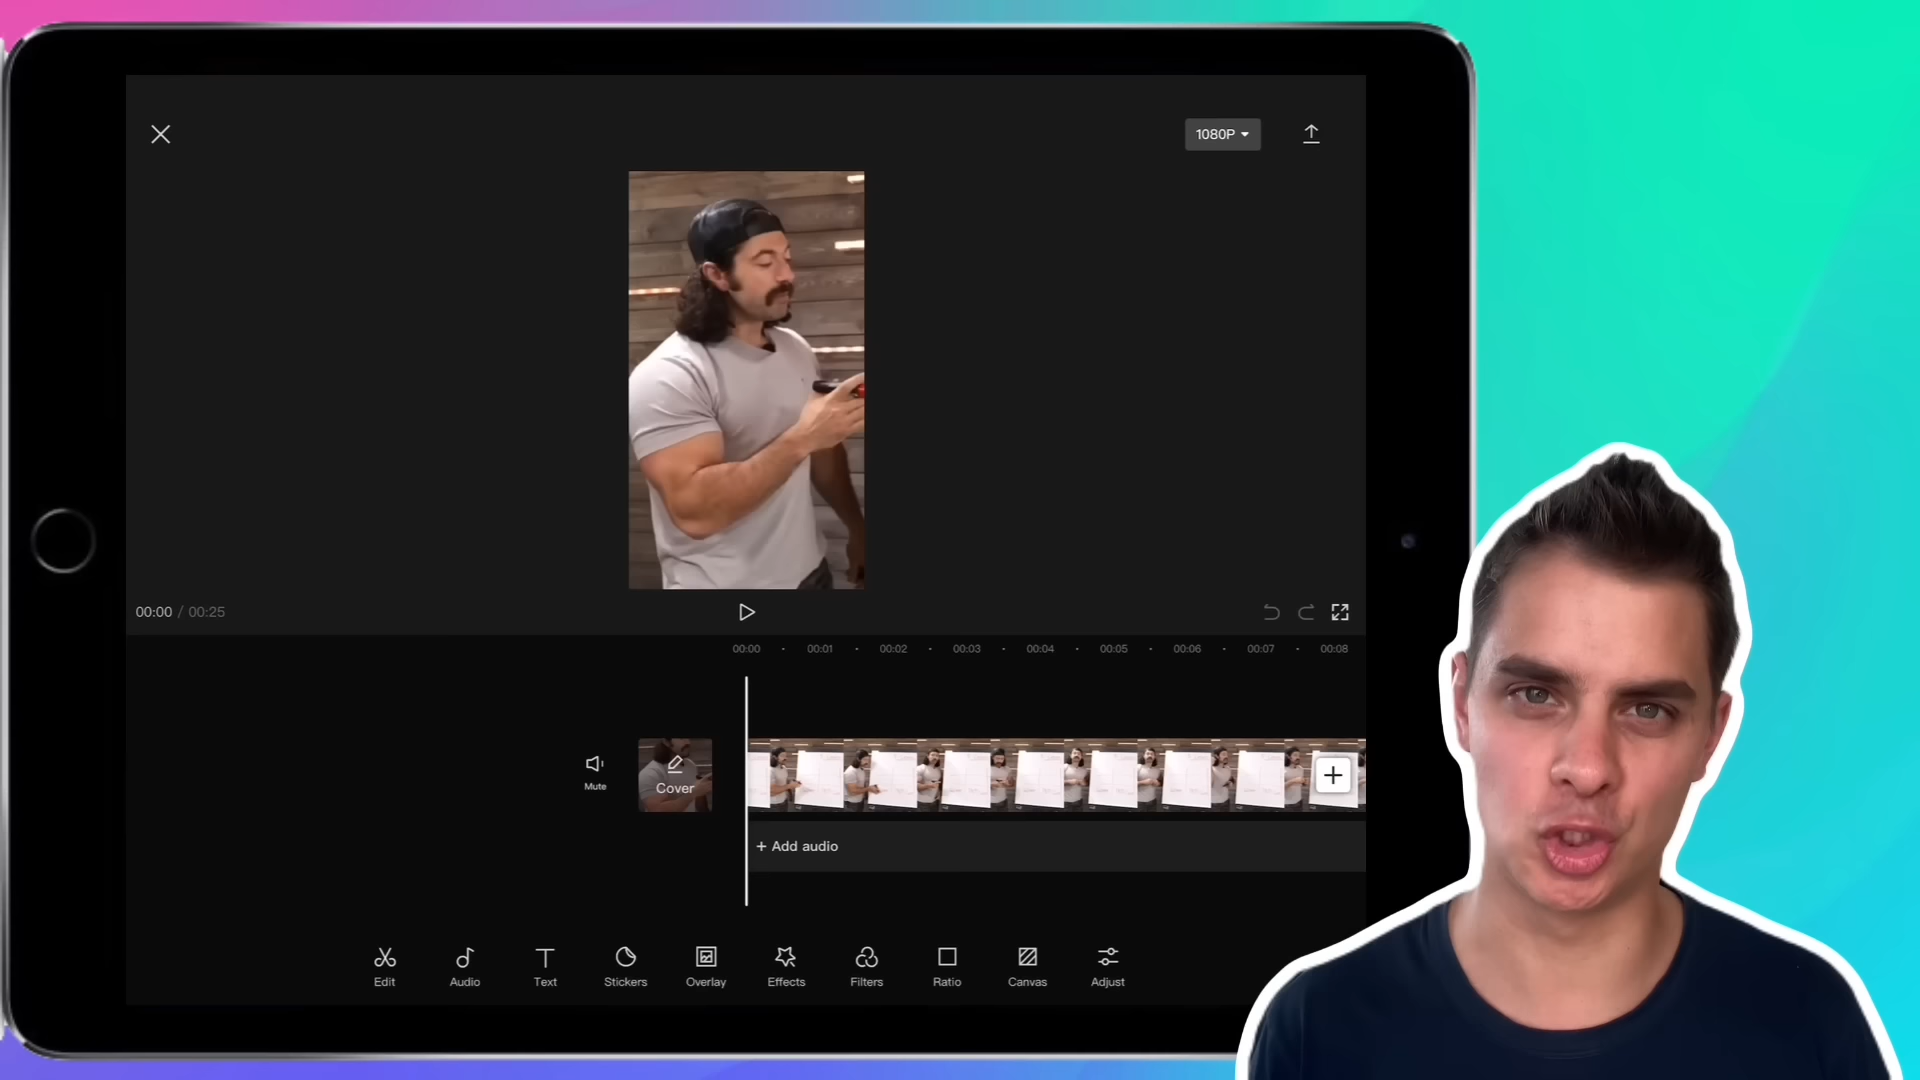 1080P
00:00 / 00:25
00:00 00:01 00:02 00:03 00:04 00:05 00:06 00:07 00:08
Mute
Cover
+ Add audio
Edit Audio Text Stickers Overlay Effects Filters Ratio Canvas Adjust